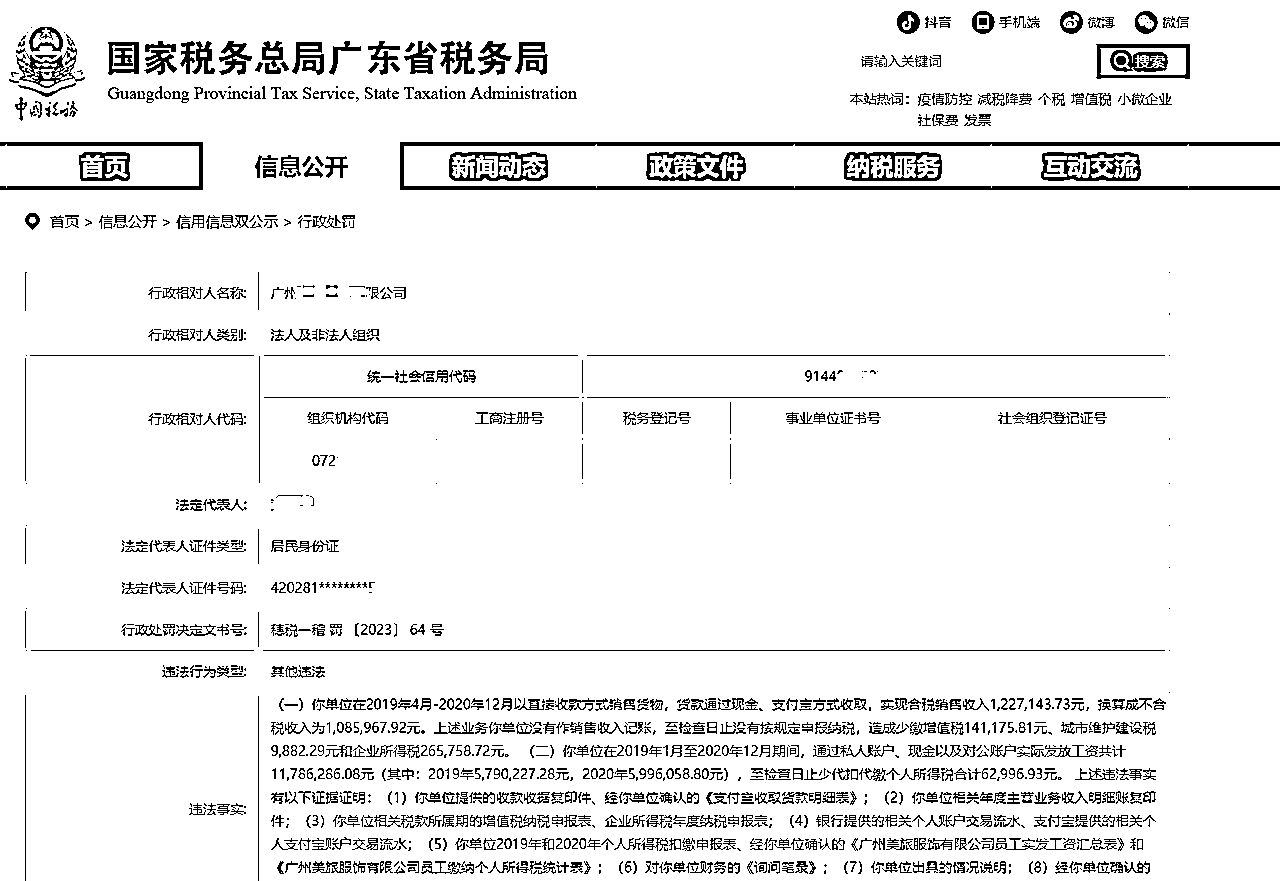 抖音 手机端 微博 微信
国家税务总局广东省税务局
Guangdong Provincial Tax Service, State Taxation Administration
中国税务
请输入关键词 搜索
本站热词：疫情防控 减税降费 个税 增值税 小微企业
社保费 发票
首页 信息公开 新闻动态 政策文件 纳税服务 互动交流
首页 > 信息公开 > 信用信息双公示 > 行政处罚
行政相对人名称: 广州 限公司
行政相对人类别: 法人及非法人组织
统一社会信用代码 9144
行政相对人代码: 组织机构代码 工商注册号 税务登记号 事业单位证书号 社会组织登记证号
072
法定代表人:
法定代表人证件类型: 居民身份证
法定代表人证件号码: 420281********
行政处罚决定文书号: 穗税一稽 罚 〔2023〕 64 号
违法行为类型: 其他违法
违法事实:
（一）你单位在2019年4月-2020年12月以直接收款方式销售货物，货款通过现金、支付宝方式收取，实现含税销售收入1,227,143.73元，换算成不含
税收入为1,085,967.92元。上述业务你单位没有作销售收入记账，至检查日止没有按规定申报纳税，造成少缴增值税141,175.81元、城市维护建设税
9,882.29元和企业所得税265,758.72元。（二）你单位在2019年1月至2020年12月期间，通过私人账户、现金以及对公账户实际发放工资共计
11,786,286.08元（其中：2019年5,790,227.28元，2020年5,996,058.80元），至检查日止少代扣代缴个人所得税合计62,996.93元。 上述违法事实
有以下证据证明：（1）你单位提供的收款收据复印件、经你单位确认的《支付宝收取货款明细表》；（2）你单位相关年度主营业务收入明细账复印
件；（3）你单位相关税款所属期的增值税纳税申报表、企业所得税年度纳税申报表；（4）银行提供的相关个人账户交易流水、支付宝提供的相关个
人支付宝账户交易流水；（5）你单位2019年和2020年个人所得税扣缴申报表、经你单位确认的《广州美旅服饰有限公司员工实发工资汇总表》和
《广州美旅服饰有限公司员工缴纳个人所得税统计表》；（6）对你单位财务的《询问笔录》；（7）你单位出具的情况说明；（8）经你单位确认的